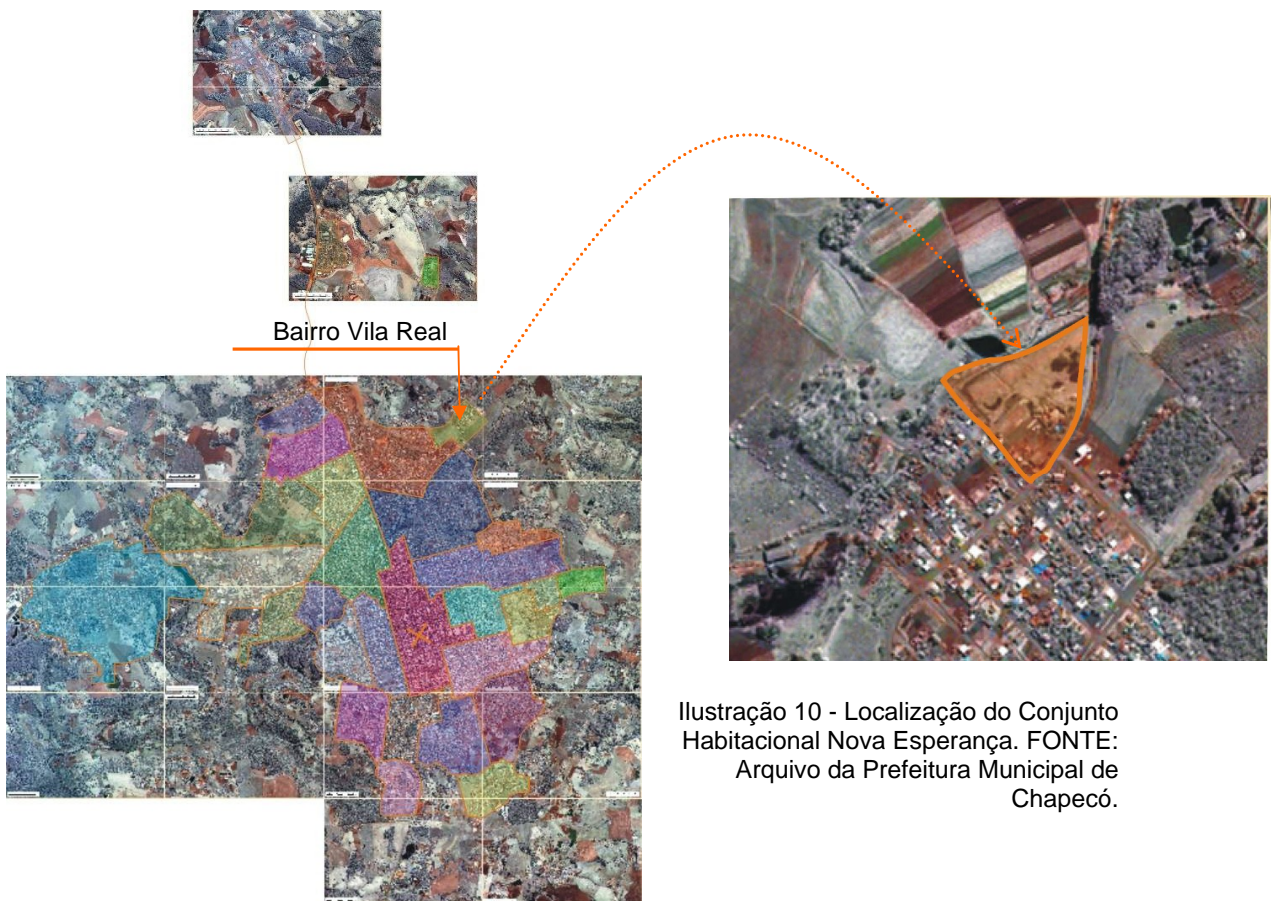 Bairro Vila Real
Ilustração 10 - Localização do Conjunto
Habitacional Nova Esperança. FONTE:
Arquivo da Prefeitura Municipal de
Chapecó.